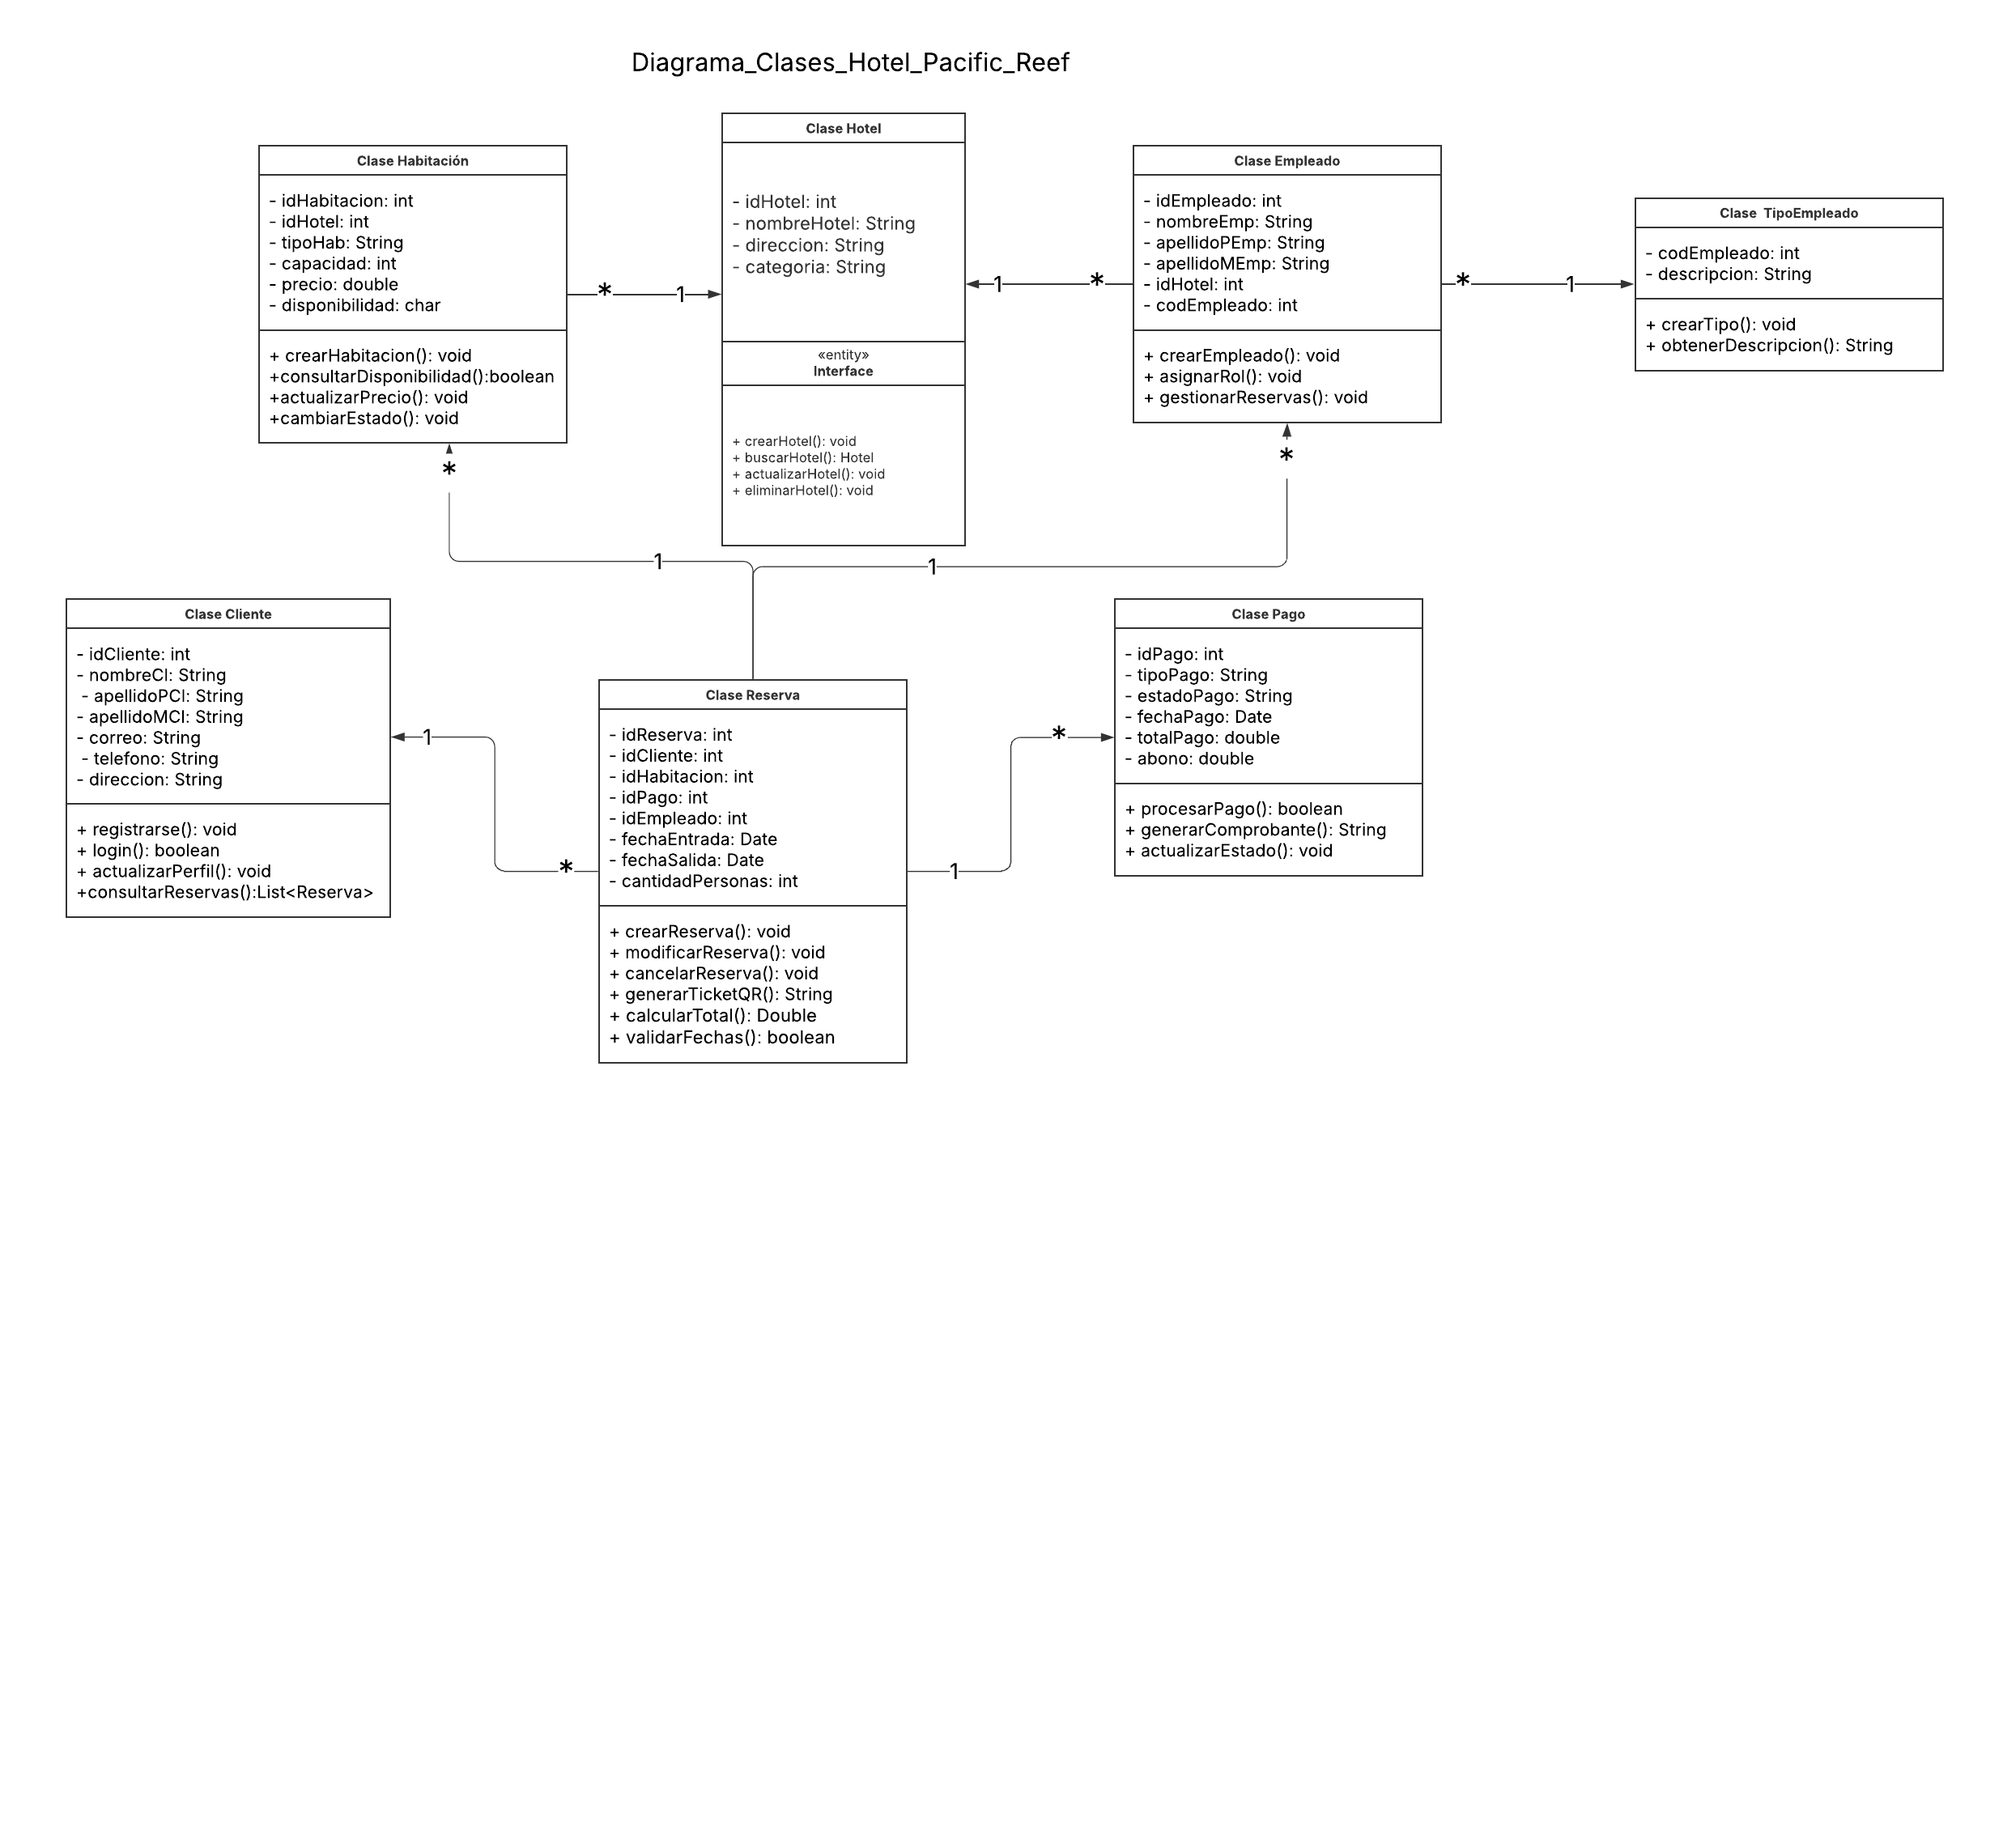 Diagrama_Clases_Hotel_Pacific_Reef
Clase Habitación
- idHabitacion: int
- idHotel: int
- tipoHab: String
- capacidad: int
- precio: double
- disponibilidad: char
+ crearHabitacion(): void
+consultarDisponibilidad():boolean
+actualizarPrecio(): void
+cambiarEstado(): void
* 1
Clase Hotel
- idHotel: int
- nombreHotel: String
- direccion: String
- categoria: String
«entity»
Interface
+ crearHotel(): void
+ buscarHotel(): Hotel
+ actualizarHotel(): void
+ eliminarHotel(): void
1 *
Clase Empleado
- idEmpleado: int
- nombreEmp: String
- apellidoPEmp: String
- apellidoMEmp: String
- idHotel: int
- codEmpleado: int
+ crearEmpleado(): void
+ asignarRol(): void
+ gestionarReservas(): void
* 1
Clase  TipoEmpleado
- codEmpleado: int
- descripcion: String
+ crearTipo(): void
+ obtenerDescripcion(): String
*
*
1
1
Clase Cliente
- idCliente: int
- nombreCl: String
- apellidoPCl: String
- apellidoMCl: String
- correo: String
- telefono: String
- direccion: String
+ registrarse(): void
+ login(): boolean
+ actualizarPerfil(): void
+consultarReservas():List<Reserva>
1
*
Clase Reserva
- idReserva: int
- idCliente: int
- idHabitacion: int
- idPago: int
- idEmpleado: int
- fechaEntrada: Date
- fechaSalida: Date
- cantidadPersonas: int
+ crearReserva(): void
+ modificarReserva(): void
+ cancelarReserva(): void
+ generarTicketQR(): String
+ calcularTotal(): Double
+ validarFechas(): boolean
*
1
Clase Pago
- idPago: int
- tipoPago: String
- estadoPago: String
- fechaPago: Date
- totalPago: double
- abono: double
+ procesarPago(): boolean
+ generarComprobante(): String
+ actualizarEstado(): void